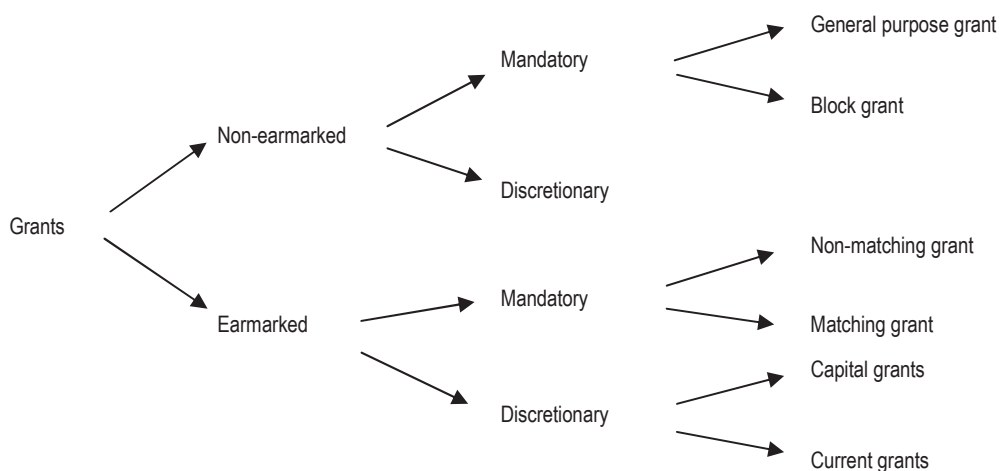 General purpose grant
Mandatory
Block grant
Non-earmarked
Discretionary
Grants
Non-matching grant
Mandatory
Earmarked
Matching grant
Capital grants
Discretionary
Current grants